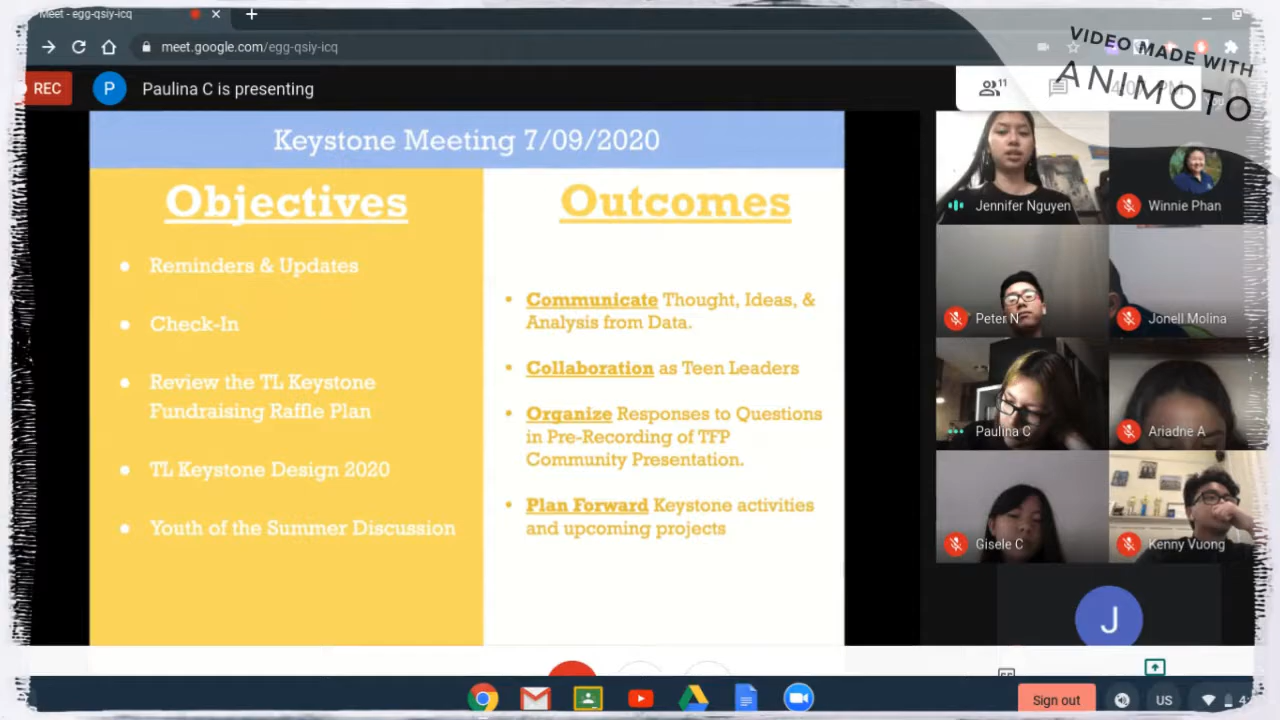 Meet - egg-qsiy-icq
meet.google.com/egg-qsiy-icq
VIDEO MADE WITH
ANIMOTO
REC
P
Paulina C is presenting
11
Keystone Meeting 7/09/2020
Objectives
• Reminders & Updates
• Check-In
• Review the TL Keystone
Fundraising Raffle Plan
• TL Keystone Design 2020
• Youth of the Summer Discussion
Outcomes
• Communicate Thought, Ideas, &
Analysis from Data.
• Collaboration as Teen Leaders
• Organize Responses to Questions
in Pre-Recording of TFP
Community Presentation.
• Plan Forward Keystone activities
and upcoming projects
Jennifer Nguyen
Winnie Phan
Peter N
Jonell Molina
Paulina C
Ariadne A
Gisele C
Kenny Vuong
J
Sign out
US